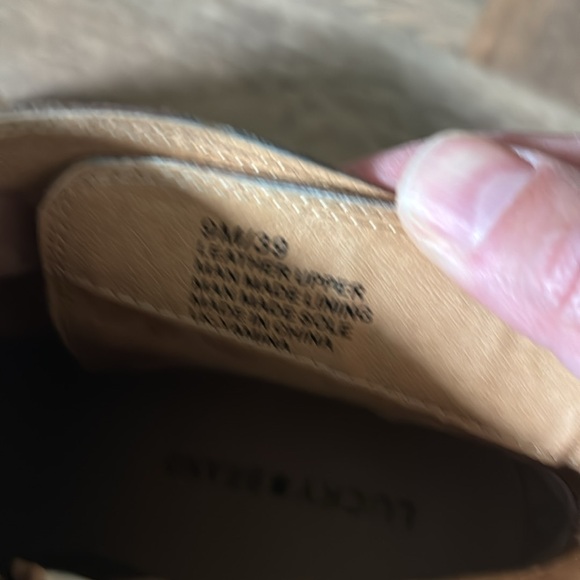 9M/39
LEATHER UPPER
MAN MADE LINING
MAN MADE SOLE
MADE IN CHINA
LUCKY BRAND